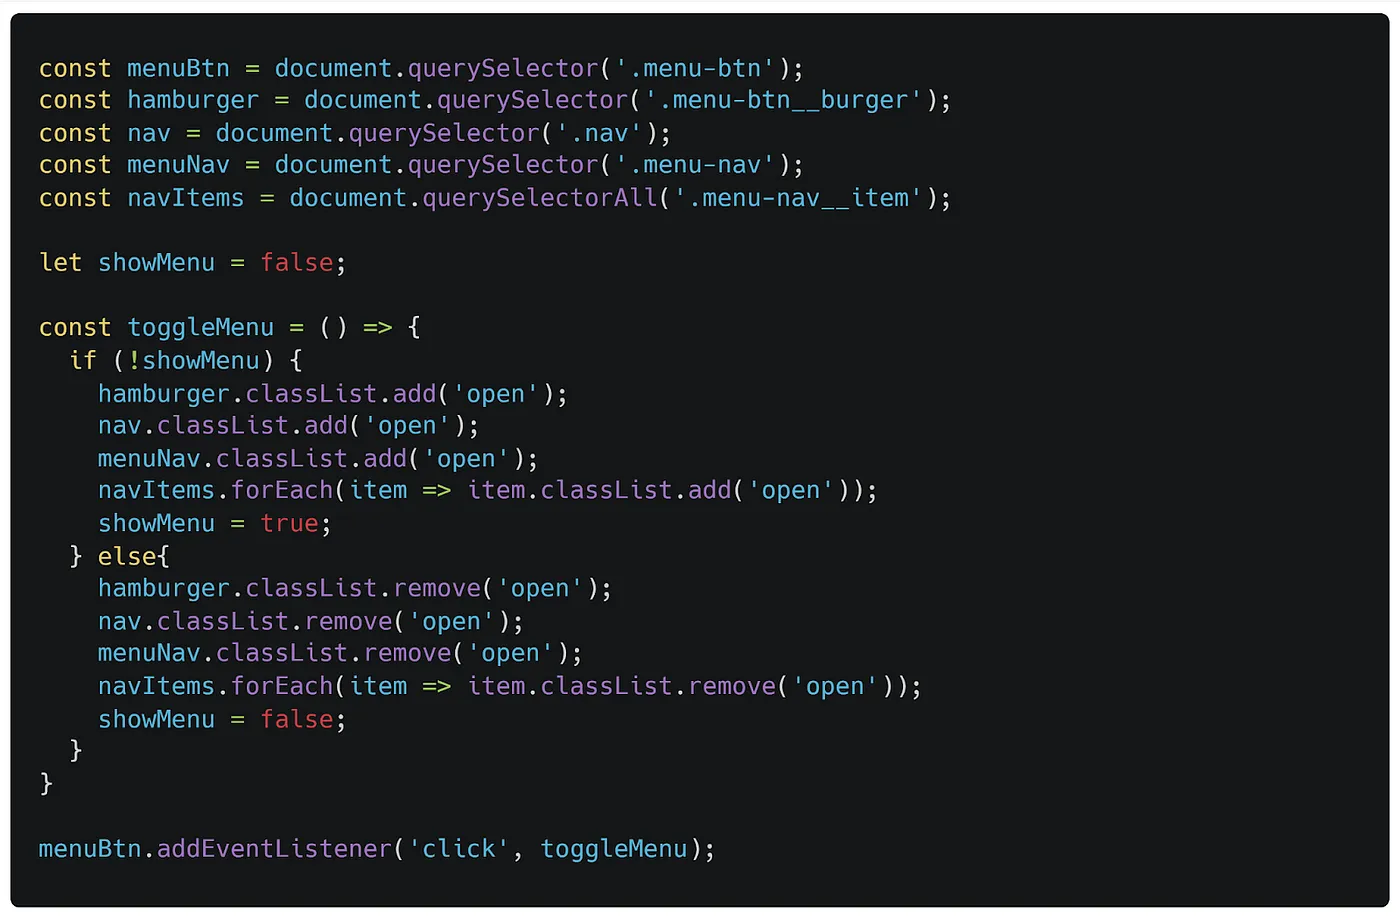 const menuBtn = document.querySelector('.menu-btn');
const hamburger = document.querySelector('.menu-btn__burger');
const nav = document.querySelector('.nav');
const menuNav = document.querySelector('.menu-nav');
const navItems = document.querySelectorAll('.menu-nav__item');

let showMenu = false;

const toggleMenu = () => {
  if (!showMenu) {
    hamburger.classList.add('open');
    nav.classList.add('open');
    menuNav.classList.add('open');
    navItems.forEach(item => item.classList.add('open'));
    showMenu = true;
  } else{
    hamburger.classList.remove('open');
    nav.classList.remove('open');
    menuNav.classList.remove('open');
    navItems.forEach(item => item.classList.remove('open'));
    showMenu = false;
  }
}

menuBtn.addEventListener('click', toggleMenu);